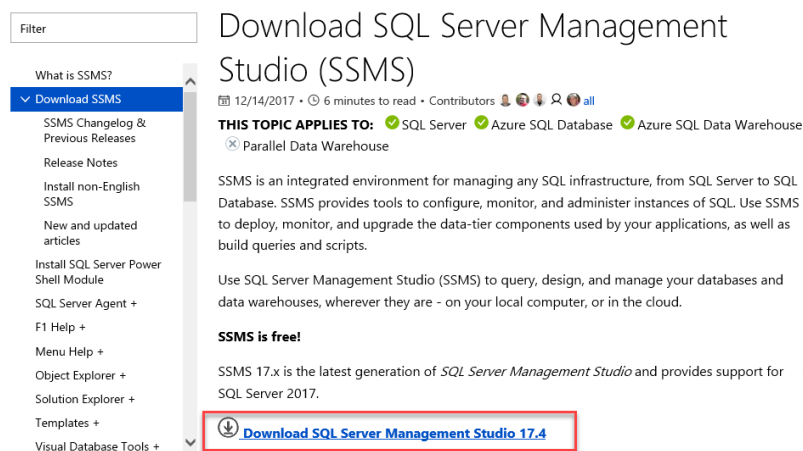 Filter
What is SSMS?
Download SSMS
SSMS Changelog &
Previous Releases
Release Notes
Install non-English
SSMS
New and updated
articles
Install SQL Server Power
Shell Module
SQL Server Agent +
F1 Help +
Menu Help +
Object Explorer +
Solution Explorer +
Templates +
Visual Database Tools +
Download SQL Server Management
Studio (SSMS)
12/14/2017 • 6 minutes to read • Contributors all
THIS TOPIC APPLIES TO: SQL Server Azure SQL Database Azure SQL Data Warehouse
Parallel Data Warehouse
SSMS is an integrated environment for managing any SQL infrastructure, from SQL Server to SQL
Database. SSMS provides tools to configure, monitor, and administer instances of SQL. Use SSMS
to deploy, monitor, and upgrade the data-tier components used by your applications, as well as
build queries and scripts.
Use SQL Server Management Studio (SSMS) to query, design, and manage your databases and
data warehouses, wherever they are - on your local computer, or in the cloud.
SSMS is free!
SSMS 17.x is the latest generation of SQL Server Management Studio and provides support for
SQL Server 2017.
Download SQL Server Management Studio 17.4